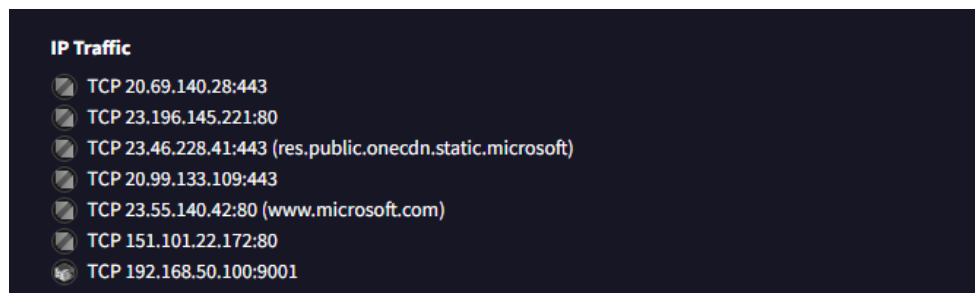 IP Traffic
TCP 20.69.140.28:443
TCP 23.196.145.221:80
TCP 23.46.228.41:443 (res.public.onecdn.static.microsoft)
TCP 20.99.133.109:443
TCP 23.55.140.42:80 (www.microsoft.com)
TCP 151.101.22.172:80
TCP 192.168.50.100:9001